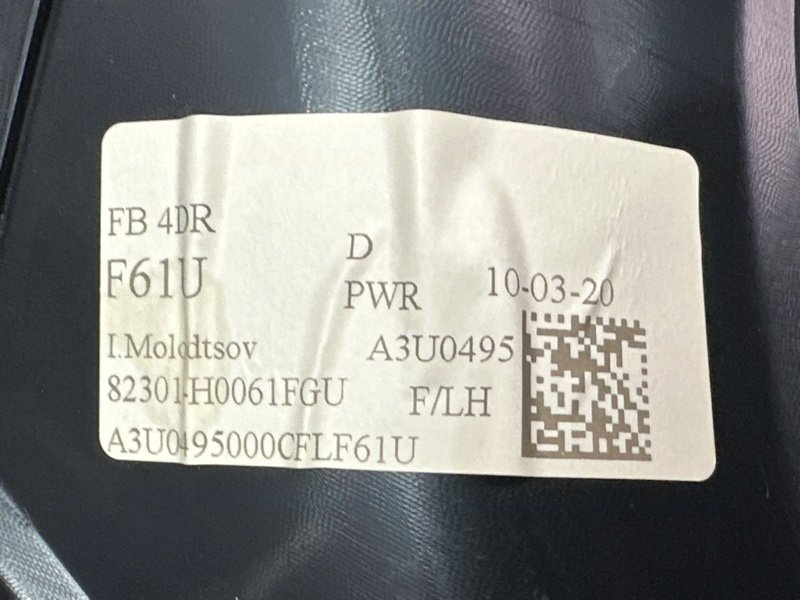 FB 4DR
D
F61U
PWR
10-03-20
I.Molodtsov
A3U0495
82301-H0061FGU
F/LH
A3U0495000CFLF61U